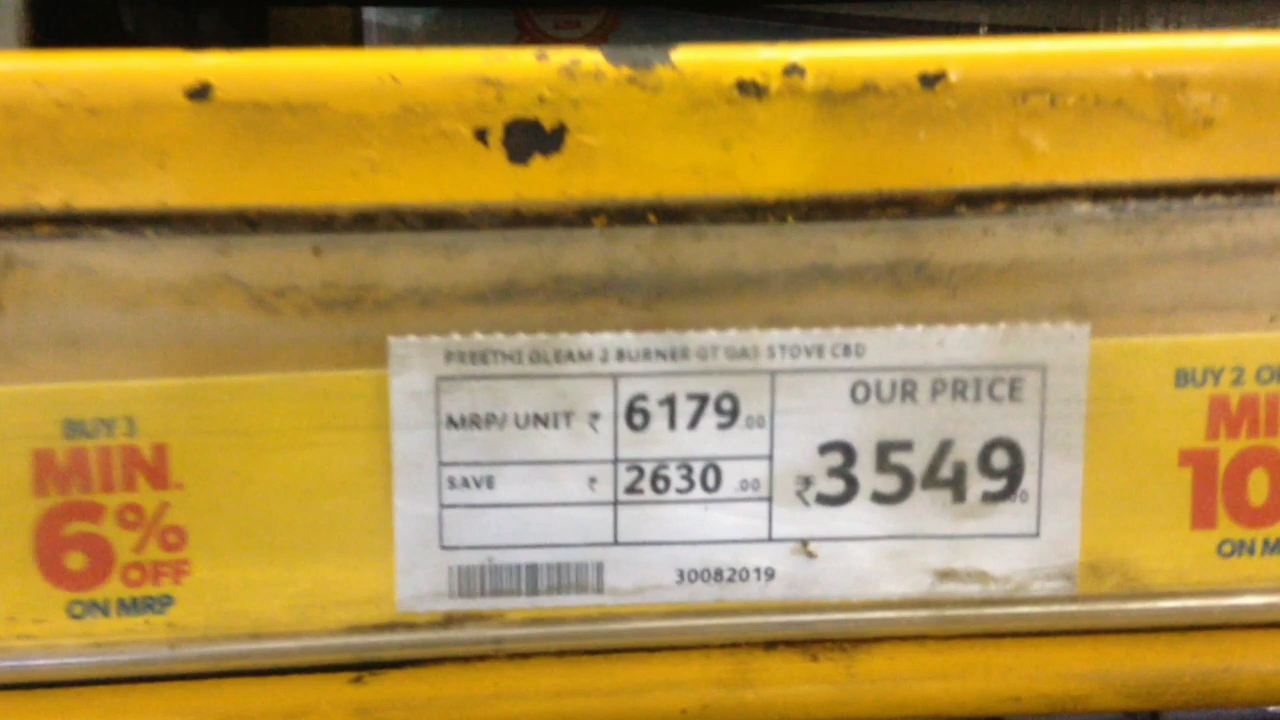 PREETHI GLEAM 2 BURNER GT GAS STOVE CBD
MRP/ UNIT ₹ 6179.00
SAVE ₹ 2630.00
OUR PRICE
₹3549.00
30082019
BUY 3
MIN.
6%
OFF
ON MRP
BUY 2 O
MI
10
ON M